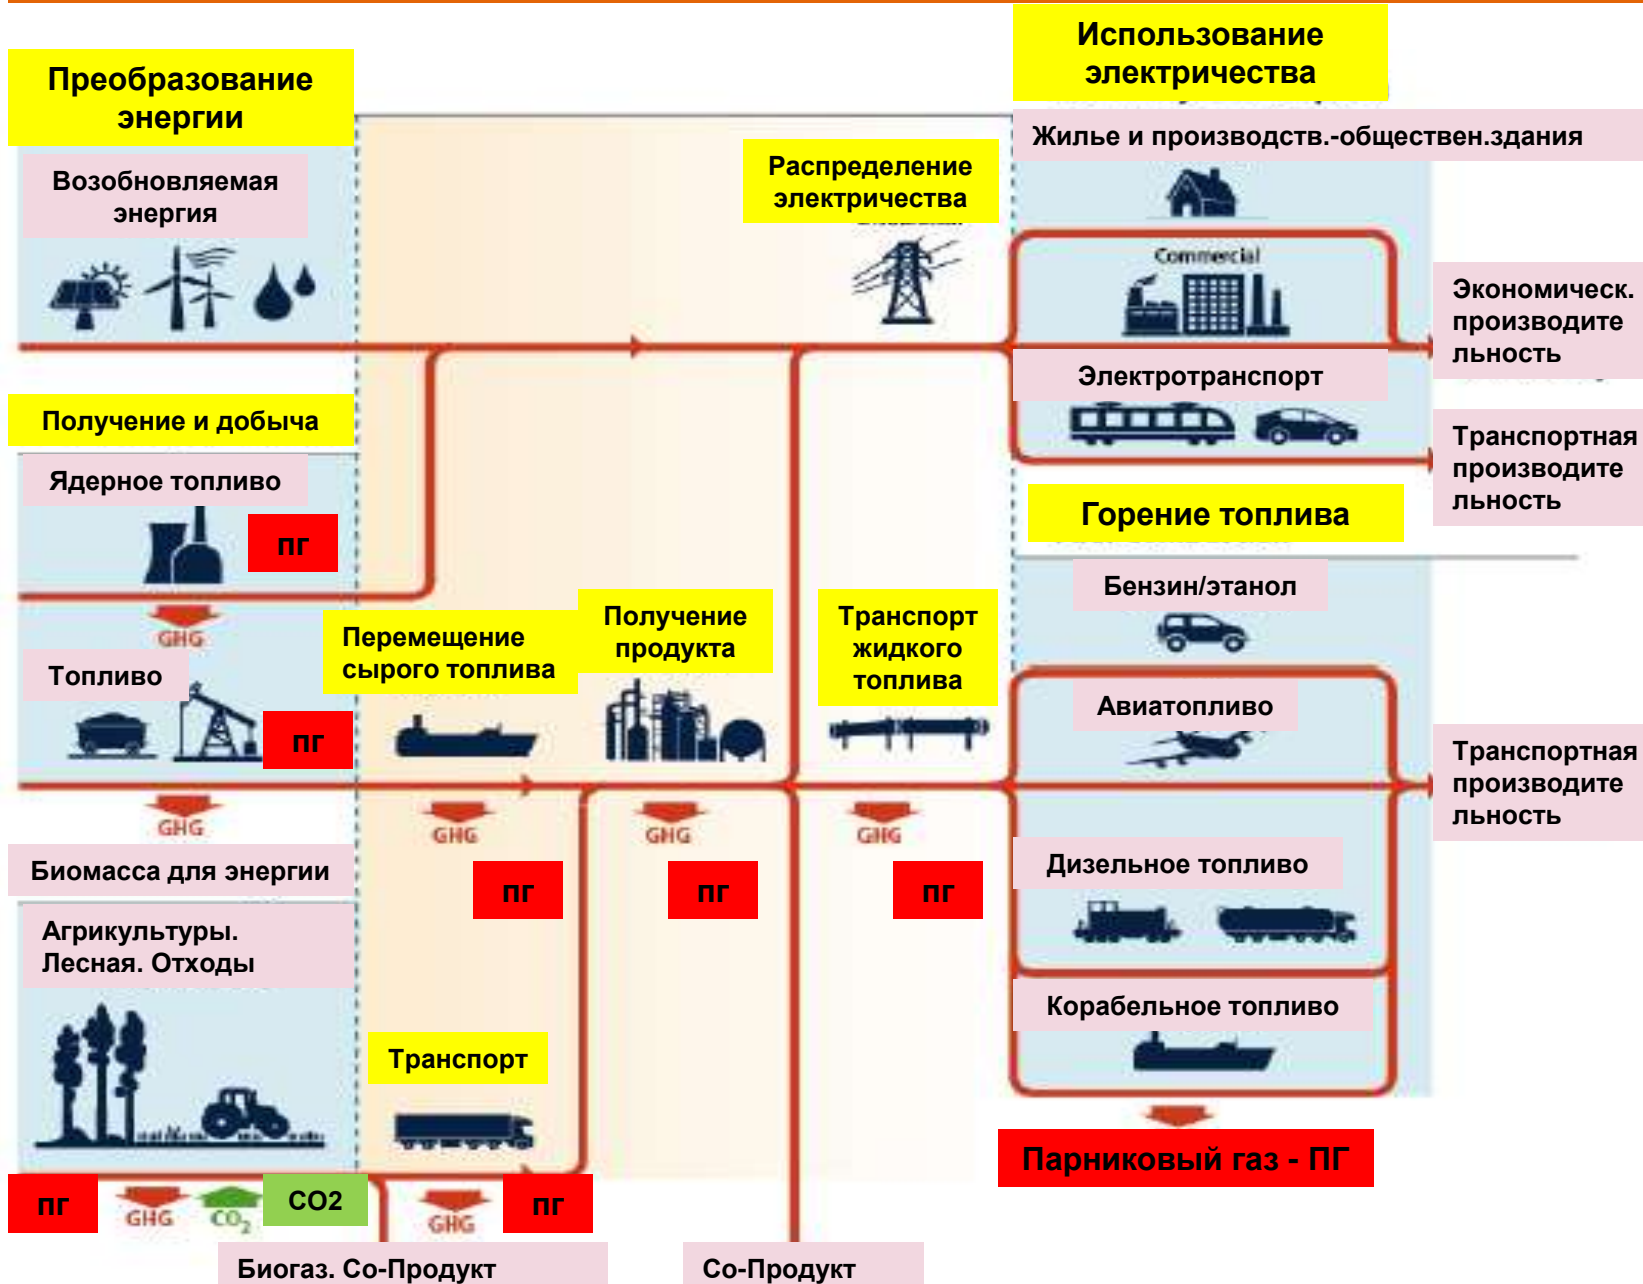 Преобразование
энергии
Использование
электричества
Жилье и производств.-обществен.здания
Возобновляемая
энергия
Распределение
электричества
Commercial
Экономическ.
производите
льность
Электротранспорт
Получение и добыча
Транспортная
производите
льность
Ядерное топливо
ПГ
Горение топлива
Бензин/этанол
GHG
Перемещение
сырого топлива
Получение
продукта
Транспорт
жидкого
топлива
Топливо
ПГ
Авиатопливо
Транспортная
производите
льность
GHG
GHG
GHG
GHG
Биомасса для энергии
ПГ
ПГ
ПГ
Дизельное топливо
Агрикультуры.
Лесная. Отходы
Корабельное топливо
Транспорт
Парниковый газ - ПГ
ПГ
GHG
CO2
СО2
GHG
ПГ
Биогаз. Со-Продукт
Со-Продукт